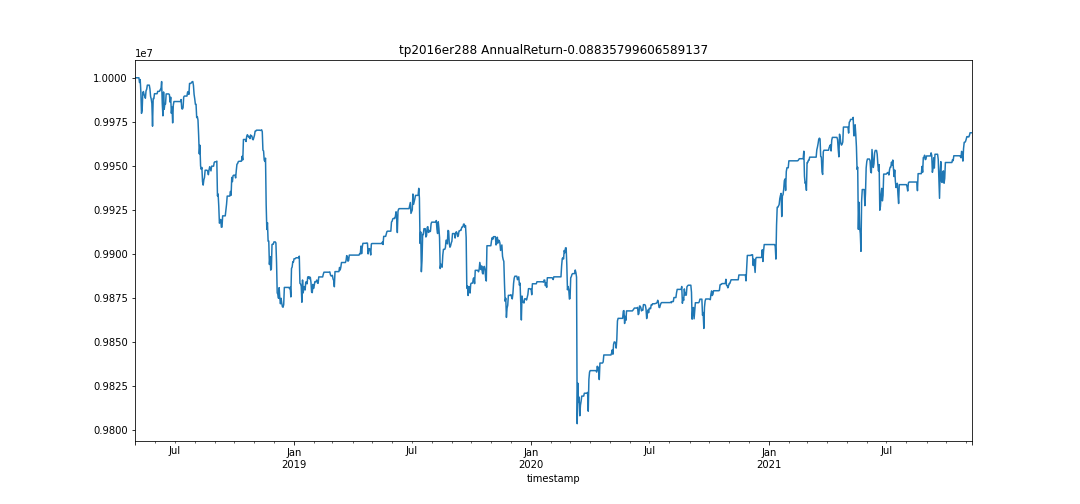 tp2016er288 AnnualReturn-0.08835799606589137
1e7
1.0000
0.9975
0.9950
0.9925
0.9900
0.9875
0.9850
0.9825
0.9800
Jul Jan Jul Jan Jul Jan Jul
2019 2020 2021
timestamp